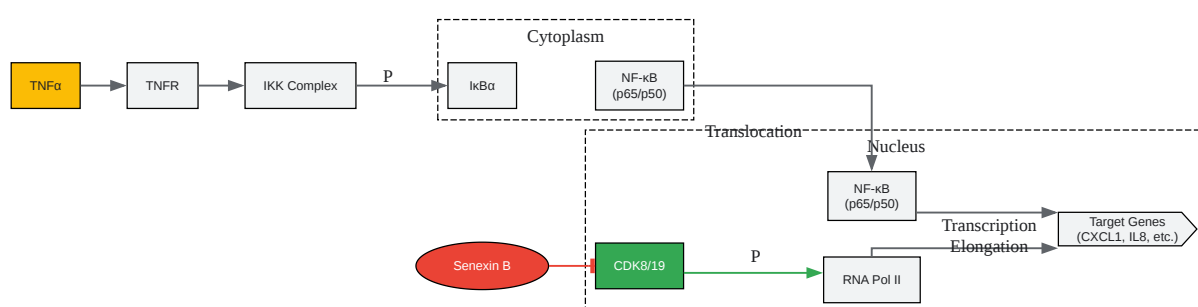 Cytoplasm
TNFα
TNFR
IKK Complex
P
IκBα
NF-κB
(p65/p50)
Translocation
Nucleus
NF-κB
(p65/p50)
Transcription
Elongation
Target Genes
(CXCL1, IL8, etc.)
Senexin B
CDK8/19
P
RNA Pol II